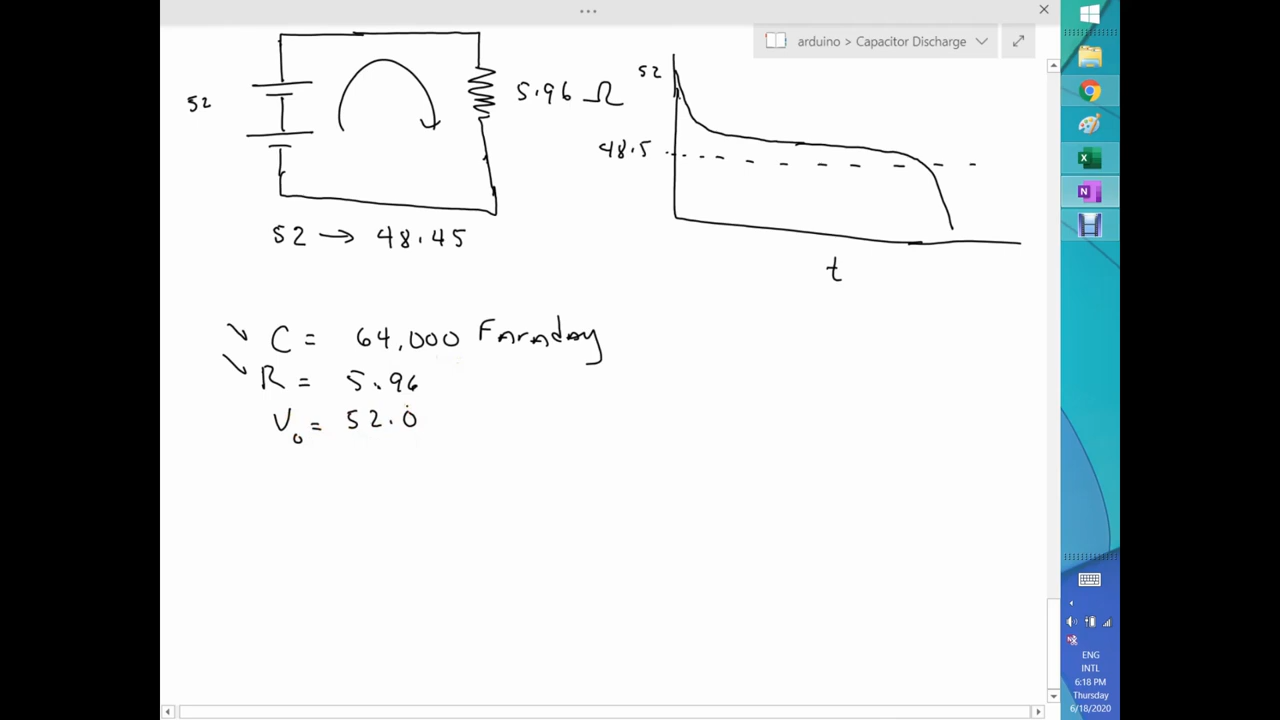 arduino > Capacitor Discharge
52
5.96 Ω
52
48.5
52 → 48.45
t
C = 64,000 Faraday
R = 5.96
V₀ = 52.0
ENG
INTL
6:18 PM
Thursday
6/18/2020